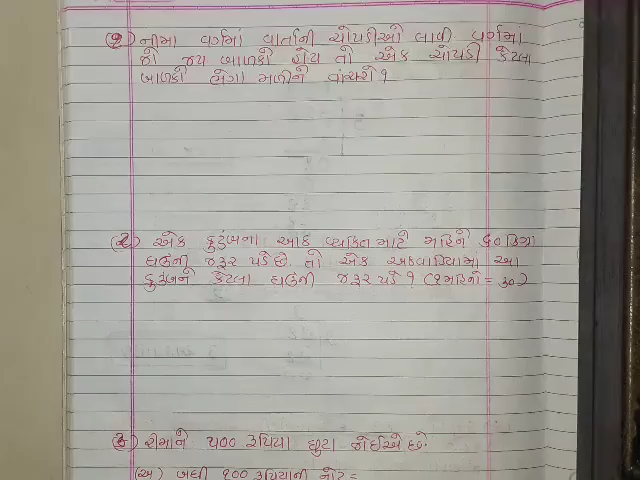 (૧) નીમા વર્ગમાં વાર્તાની ચોપડીઓ લાવી વર્ગમા
જો ૪૫ બાળકો હોય તો એક ચોપડી કેટલા
બાળકો ભેગા મળીને વાંચશે ?
(૨) એક કુટુંબના આઠ વ્યકિત માટે મહિને ૬૦ કિગ્રા
ઘઉંની જરૂર પડે છે. તો એક અઠવાડિયામા આ
કુટુંબને કેટલા ઘઉંની જરૂર પડે ? (૧ મહિનો = ૩૦)
(૩) રીમાને ૫૦૦ રૂપિયા છુટા જોઈએ છે.
(અ) બધી ૧૦૦ રૂપિયાની નોટ =